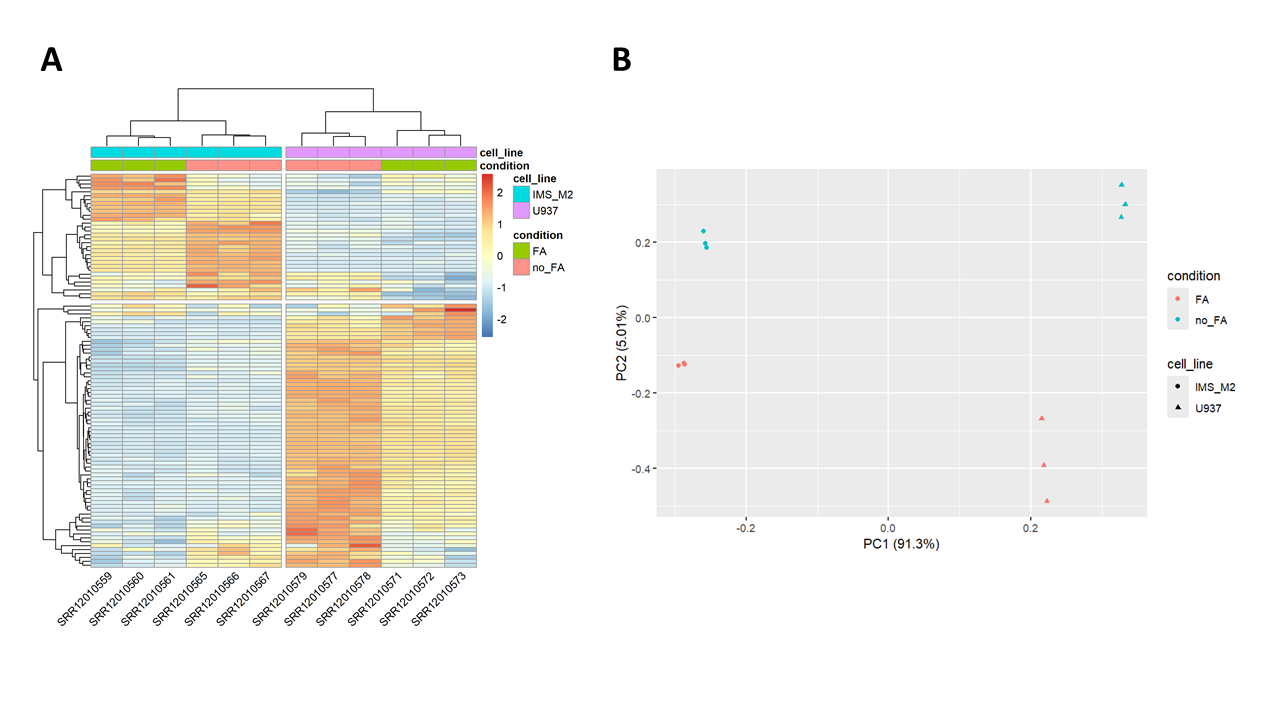 A
B
cell_line
condition
2
1
0
-1
-2
cell_line
IMS_M2
U937
condition
FA
no_FA
SRR12010559
SRR12010560
SRR12010561
SRR12010565
SRR12010566
SRR12010567
SRR12010579
SRR12010577
SRR12010578
SRR12010571
SRR12010572
SRR12010573
PC2 (5.01%)
0.2
0.0
-0.2
-0.4
-0.2
0.0
0.2
PC1 (91.3%)
condition
FA
no_FA
cell_line
IMS_M2
U937